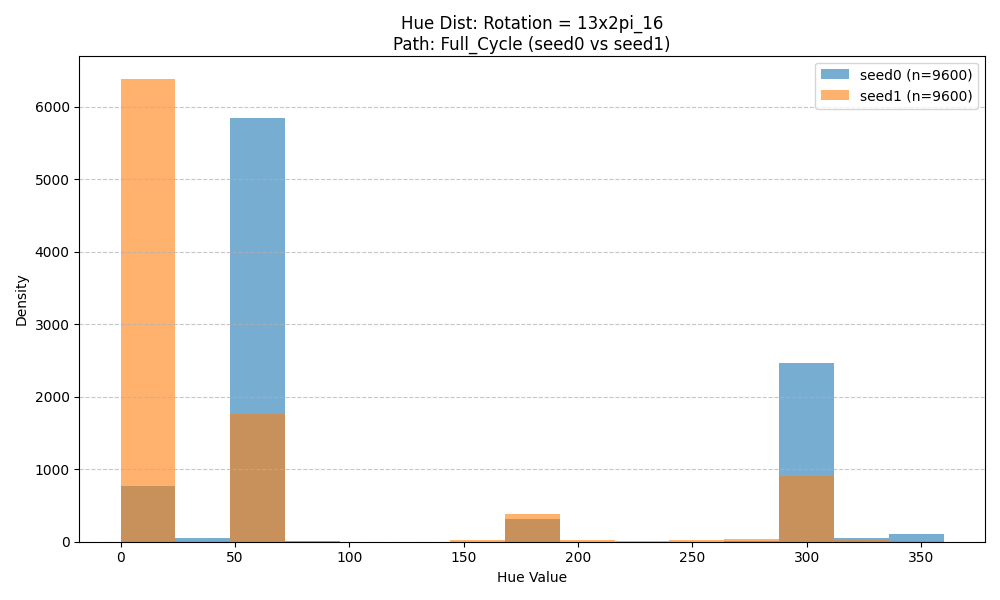 Hue Dist: Rotation = 13x2pi_16
Path: Full_Cycle (seed0 vs seed1)
seed0 (n=9600)
seed1 (n=9600)
Density
6000
5000
4000
3000
2000
1000
0
0 50 100 150 200 250 300 350
Hue Value